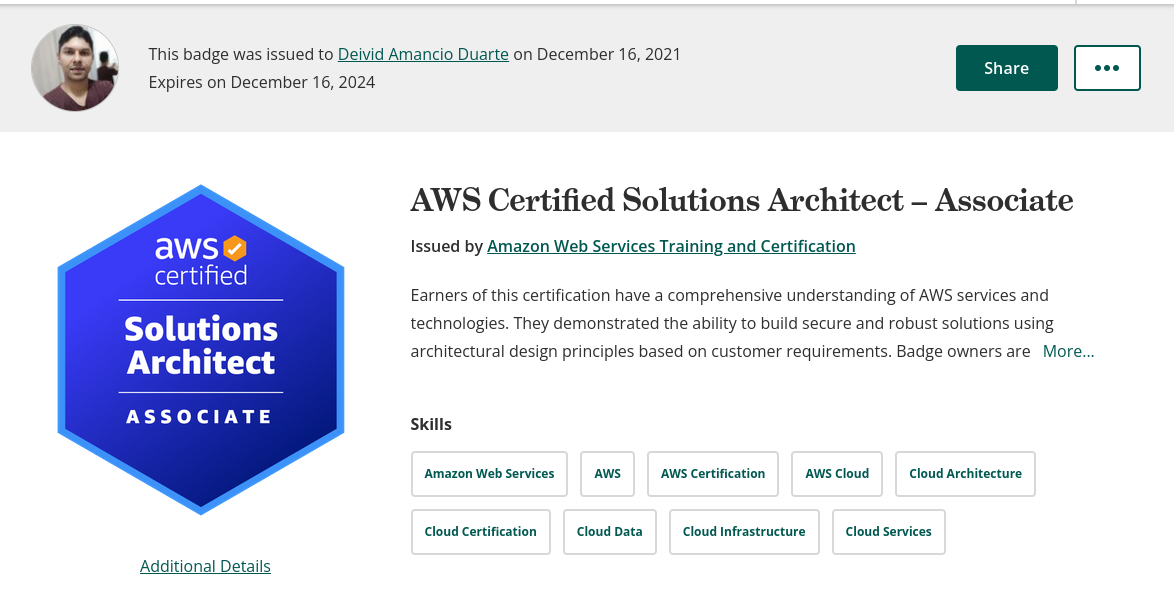 This badge was issued to Deivid Amancio Duarte on December 16, 2021
Expires on December 16, 2024
Share
aws
certified
Solutions
Architect
ASSOCIATE
Additional Details
AWS Certified Solutions Architect – Associate
Issued by Amazon Web Services Training and Certification
Earners of this certification have a comprehensive understanding of AWS services and
technologies. They demonstrated the ability to build secure and robust solutions using
architectural design principles based on customer requirements. Badge owners are More...
Skills
Amazon Web Services AWS AWS Certification AWS Cloud Cloud Architecture
Cloud Certification Cloud Data Cloud Infrastructure Cloud Services